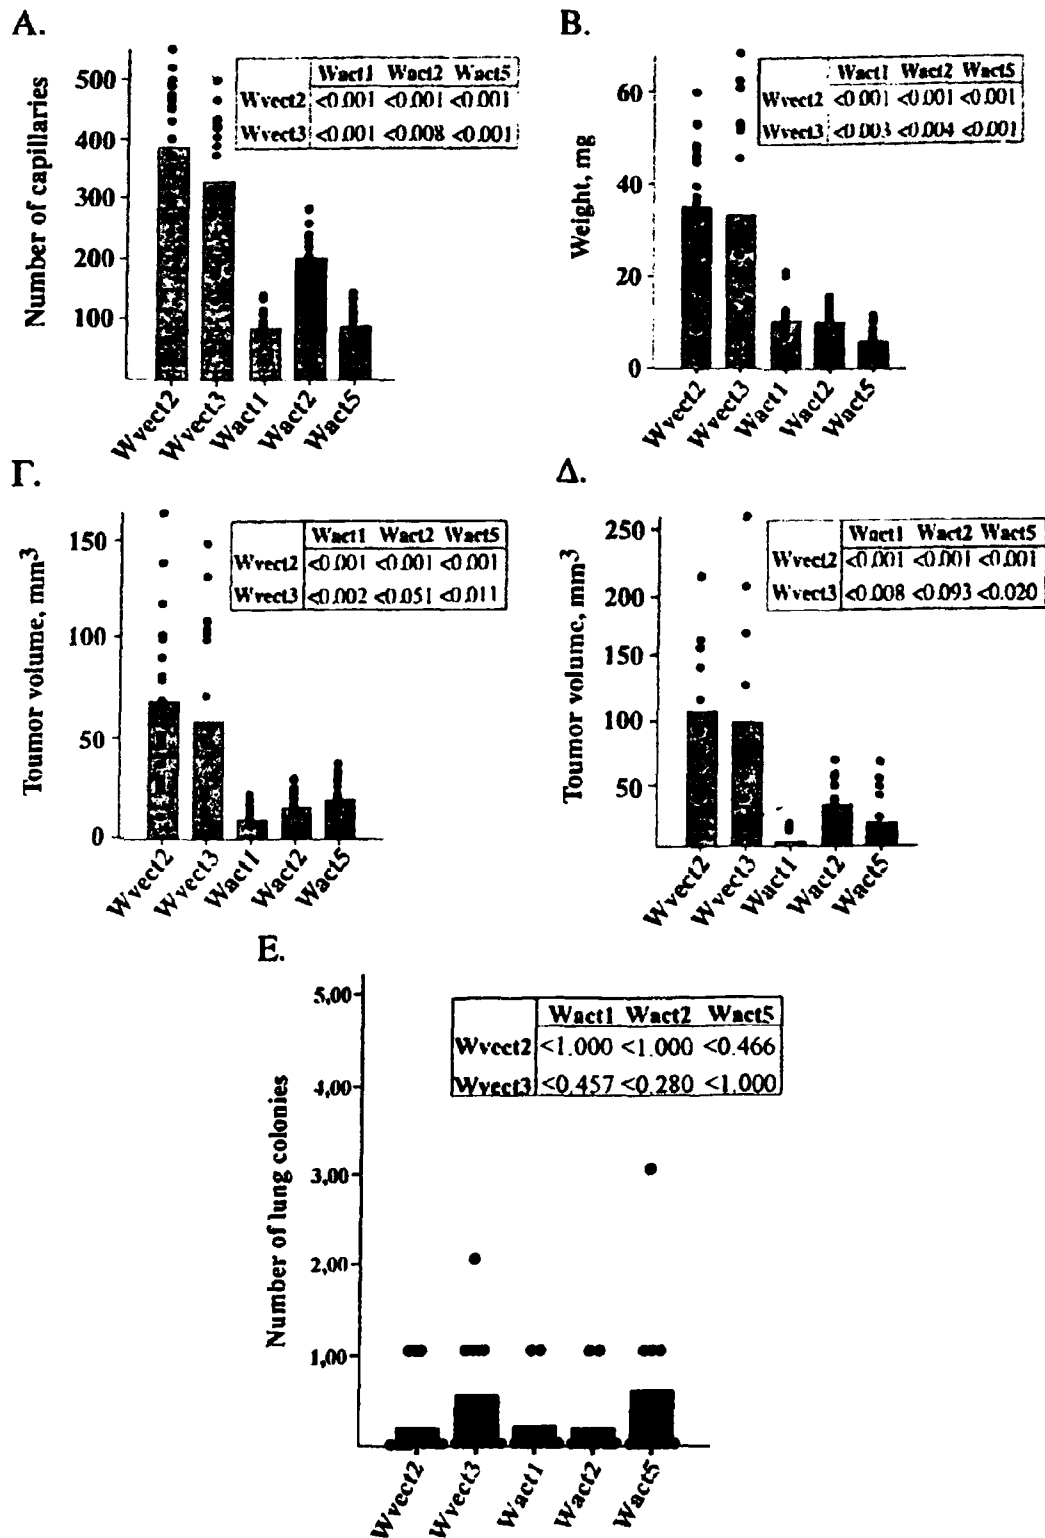 A.
Number of capillaries
500
400
300
200
100
Wact1 Wact2 Wact5
Wvect2 <0.001 <0.001 <0.001
Wvect3 <0.001 <0.008 <0.001
Wvect2 Wvect3 Wact1 Wact2 Wact5
B.
Weight, mg
60
40
20
0
Wact1 Wact2 Wact5
Wvect2 <0.001 <0.001 <0.001
Wvect3 <0.003 <0.004 <0.001
Wvect2 Wvect3 Wact1 Wact2 Wact5
Γ.
Toumor volume, mm³
150
100
50
0
Wact1 Wact2 Wact5
Wvect2 <0.001 <0.001 <0.001
Wvect3 <0.002 <0.051 <0.011
Wvect2 Wvect3 Wact1 Wact2 Wact5
Δ.
Toumor volume, mm³
250
200
150
100
50
Wact1 Wact2 Wact5
Wvect2 <0.001 <0.001 <0.001
Wvect3 <0.008 <0.093 <0.020
Wvect2 Wvect3 Wact1 Wact2 Wact5
E.
Number of lung colonies
5,00
4,00
3,00
2,00
1,00
Wact1 Wact2 Wact5
Wvect2 <1.000 <1.000 <0.466
Wvect3 <0.457 <0.280 <1.000
Wvect2 Wvect3 Wact1 Wact2 Wact5